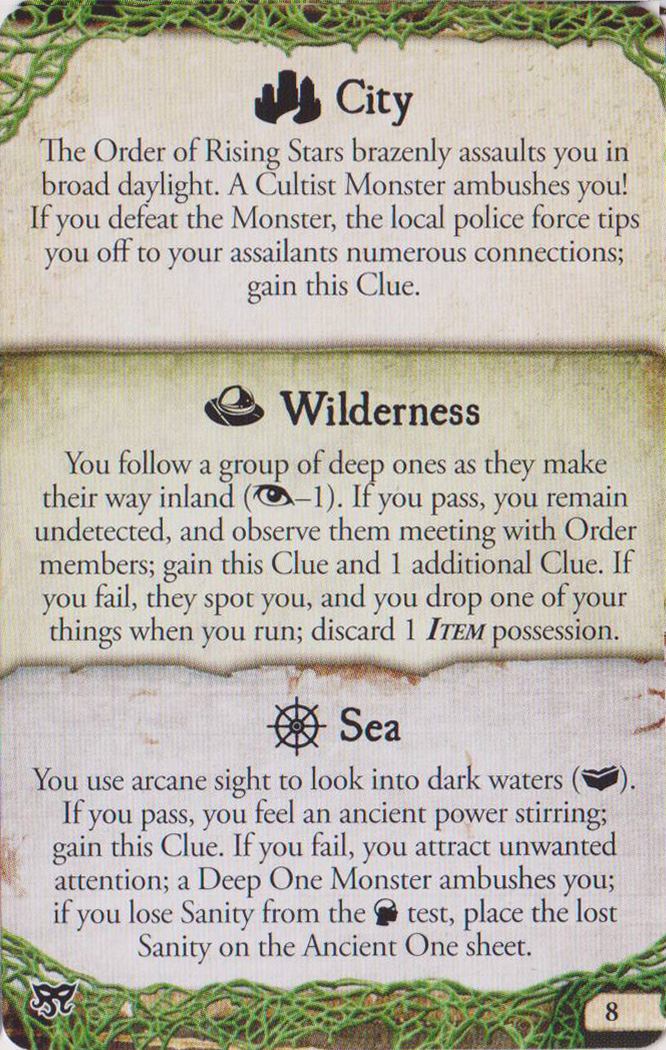 City
The Order of Rising Stars brazenly assaults you in
broad daylight. A Cultist Monster ambushes you!
If you defeat the Monster, the local police force tips
you off to your assailants numerous connections;
gain this Clue.
Wilderness
You follow a group of deep ones as they make
their way inland (–1). If you pass, you remain
undetected, and observe them meeting with Order
members; gain this Clue and 1 additional Clue. If
you fail, they spot you, and you drop one of your
things when you run; discard 1 ITEM possession.
Sea
You use arcane sight to look into dark waters ().
If you pass, you feel an ancient power stirring;
gain this Clue. If you fail, you attract unwanted
attention; a Deep One Monster ambushes you;
if you lose Sanity from the test, place the lost
Sanity on the Ancient One sheet.
8